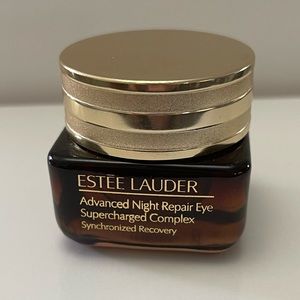 ESTĒE LAUDER
Advanced Night Repair Eye
Supercharged Complex
Synchronized Recovery